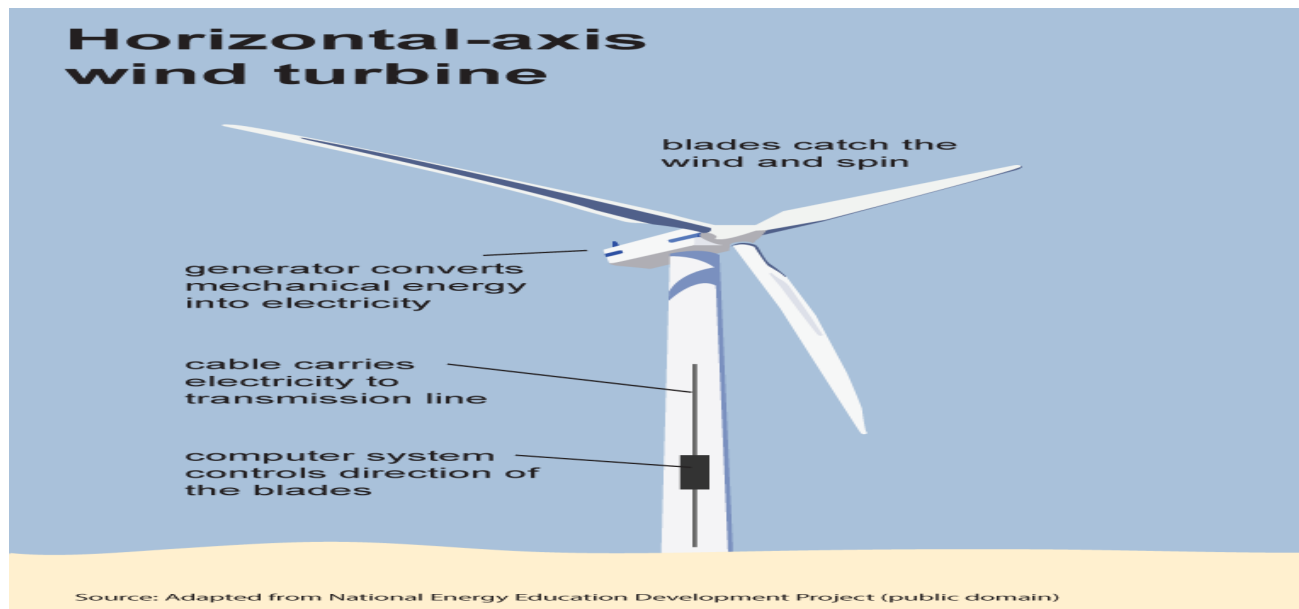 Horizontal-axis
wind turbine
blades catch the
wind and spin
generator converts
mechanical energy
into electricity
cable carries
electricity to
transmission line
computer system
controls direction of
the blades
Source: Adapted from National Energy Education Development Project (public domain)